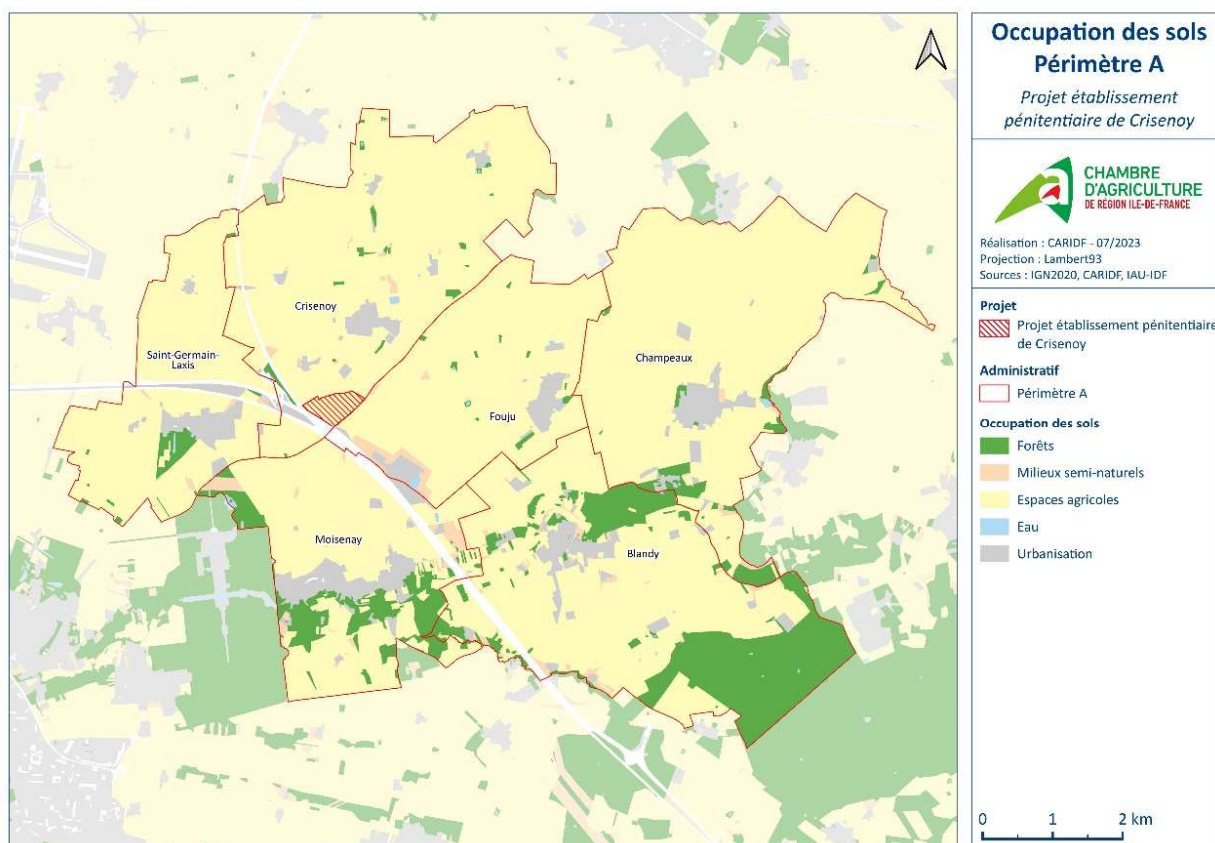 Occupation des sols
Périmètre A
Projet établissement
pénitentiaire de Crisenoy
a
CHAMBRE
D'AGRICULTURE
DE RÉGION ILE-DE-FRANCE
Réalisation : CARIDF - 07/2023
Projection : Lambert93
Sources : IGN2020, CARIDF, IAU-IDF
Projet
Projet établissement pénitentiaire
de Crisenoy
Administratif
Périmètre A
Occupation des sols
Forêts
Milieux semi-naturels
Espaces agricoles
Eau
Urbanisation
0 1 2 km
Crisenoy
Saint-Germain-
Laxis
Champeaux
Fouju
Moisenay
Blandy